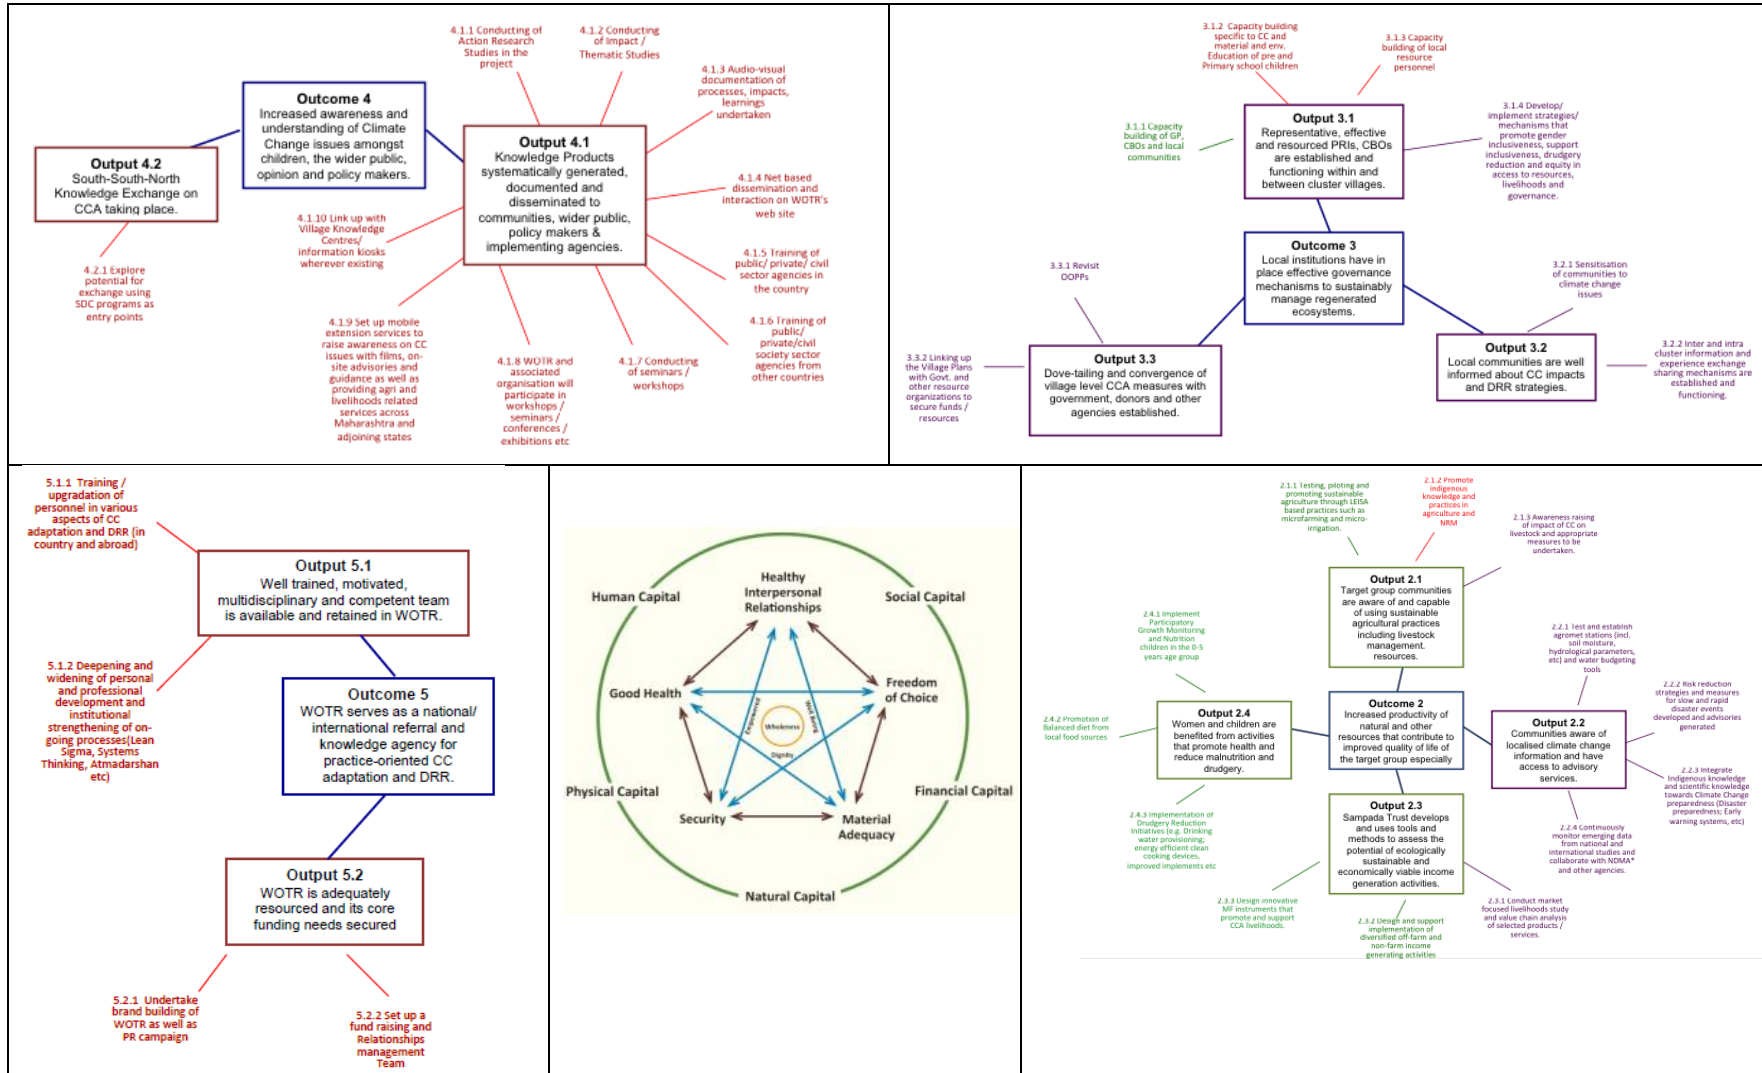 4.1.1 Conducting of
Action Research
Studies in the
project
4.1.2 Conducting
of Impact /
Thematic Studies
4.1.3 Audio-visual
documentation of
processes, impacts,
learnings
undertaken
Outcome 4
Increased awareness and
understanding of Climate
Change issues amongst
children, the wider public,
opinion and policy makers.
Output 4.2
South-South-North
Knowledge Exchange on
CCA taking place.
Output 4.1
Knowledge Products
systematically generated,
documented and
disseminated to
communities, wider public,
policy makers &
implementing agencies.
4.1.4 Net based
dissemination and
interaction on WOTR's
web site
4.1.10 Link up with
Village Knowledge
Centres/
information kiosks
wherever existing
4.1.5 Training of
public/ private/ civil
sector agencies in
the country
4.2.1 Explore
potential for
exchange using
SDC programs as
entry points
4.1.9 Set up mobile
extension services to
raise awareness on CC
issues with films, on-
site advisories and
guidance as well as
providing agri and
livelihoods related
services across
Maharashtra and
adjoining states
4.1.8 WOTR and
associated
organisation will
participate in
workshops /
seminars /
conferences /
exhibitions etc
4.1.7 Conducting
of seminars /
workshops
4.1.6 Training of
public/
private/civil
society sector
agencies from
other countries
3.1.2 Capacity building
specific to CC and
material and env.
Education of pre and
Primary school children
3.1.3 Capacity
building of local
resource
personnel
3.1.1 Capacity
building of GP,
CBOs and local
communities
Output 3.1
Representative, effective
and resourced PRIs, CBOs
are established and
functioning within and
between cluster villages.
3.1.4 Develop/
implement strategies/
mechanisms that
promote gender
inclusiveness, support
inclusiveness, drudgery
reduction and equity in
access to resources,
livelihoods and
governance.
Outcome 3
Local institutions have in
place effective governance
mechanisms to sustainably
manage regenerated
ecosystems.
3.3.1 Revisit
OOPPs
3.2.1 Sensitisation
of communities to
climate change
issues
3.3.2 Linking up
the Village Plans
with Govt. and
other resource
organizations to
secure funds /
resources
Output 3.3
Dove-tailing and convergence of
village level CCA measures with
government, donors and other
agencies established.
Output 3.2
Local communities are well
informed about CC impacts
and DRR strategies.
3.2.2 Inter and intra
cluster information and
experience exchange
sharing mechanisms are
established and
functioning.
5.1.1 Training /
upgradation of
personnel in various
aspects of CC
adaptation and DRR (in
country and abroad)
Output 5.1
Well trained, motivated,
multidisciplinary and competent team
is available and retained in WOTR.
5.1.2 Deepening and
widening of personal
and professional
development and
institutional
strengthening of on-
going processes(Lean
Sigma, Systems
Thinking, Atmadarshan
etc)
Outcome 5
WOTR serves as a national/
international referral and
knowledge agency for
practice-oriented CC
adaptation and DRR.
Output 5.2
WOTR is adequately
resourced and its core
funding needs secured
5.2.1 Undertake
brand building of
WOTR as well as
PR campaign
5.2.2 Set up a
fund raising and
Relationships
management
Team
Healthy
Interpersonal
Relationships
Human Capital
Social Capital
Good Health
Freedom
of Choice
Empowered
Well Being
Wholeness
Dignity
Physical Capital
Financial Capital
Security
Material
Adequacy
Natural Capital
2.1.1 Testing, piloting and
promoting sustainable
agriculture through LEISA
based practices such as
microfarming and micro-
irrigation.
2.1.2 Promote
indigenous
knowledge and
practices in
agriculture and
NRM
2.1.3 Awareness raising
of impact of CC on
livestock and appropriate
measures to be
undertaken.
Output 2.1
Target group communities
are aware of and capable
of using sustainable
agricultural practices
including livestock
management.
resources.
2.4.1 Implement
Participatory
Growth Monitoring
and Nutrition
children in the 0-5
years age group
2.2.1 Test and establish
agromet stations (incl.
soil moisture,
hydrological parameters,
etc) and water budgeting
tools
2.4.2 Promotion of
Balanced diet from
local food sources
Output 2.4
Women and children are
benefited from activities
that promote health and
reduce malnutrition and
drudgery.
Outcome 2
Increased productivity of
natural and other
resources that contribute to
improved quality of life of
the target group especially
Output 2.2
Communities aware of
localised climate change
information and have
access to advisory
services.
2.2.2 Risk reduction
strategies and measures
for slow and rapid
disaster events
developed and advisories
generated
2.2.3 Integrate
Indigenous knowledge
and scientific knowledge
towards Climate Change
preparedness (Disaster
preparedness; Early
warning systems, etc)
2.4.3 Implementation of
Drudgery Reduction
Initiatives (e.g. Drinking
water provisioning;
energy efficient clean
cooking devices,
improved implements etc
Output 2.3
Sampada Trust develops
and uses tools and
methods to assess the
potential of ecologically
sustainable and
economically viable income
generation activities.
2.2.4 Continuously
monitor emerging data
from national and
international studies and
collaborate with NDMA*
and other agencies.
2.3.3 Design innovative
MF instruments that
promote and support
CCA livelihoods.
2.3.2 Design and support
implementation of
diversified off-farm and
non-farm income
generating activities
2.3.1 Conduct market
focused livelihoods study
and value chain analysis
of selected products /
services.